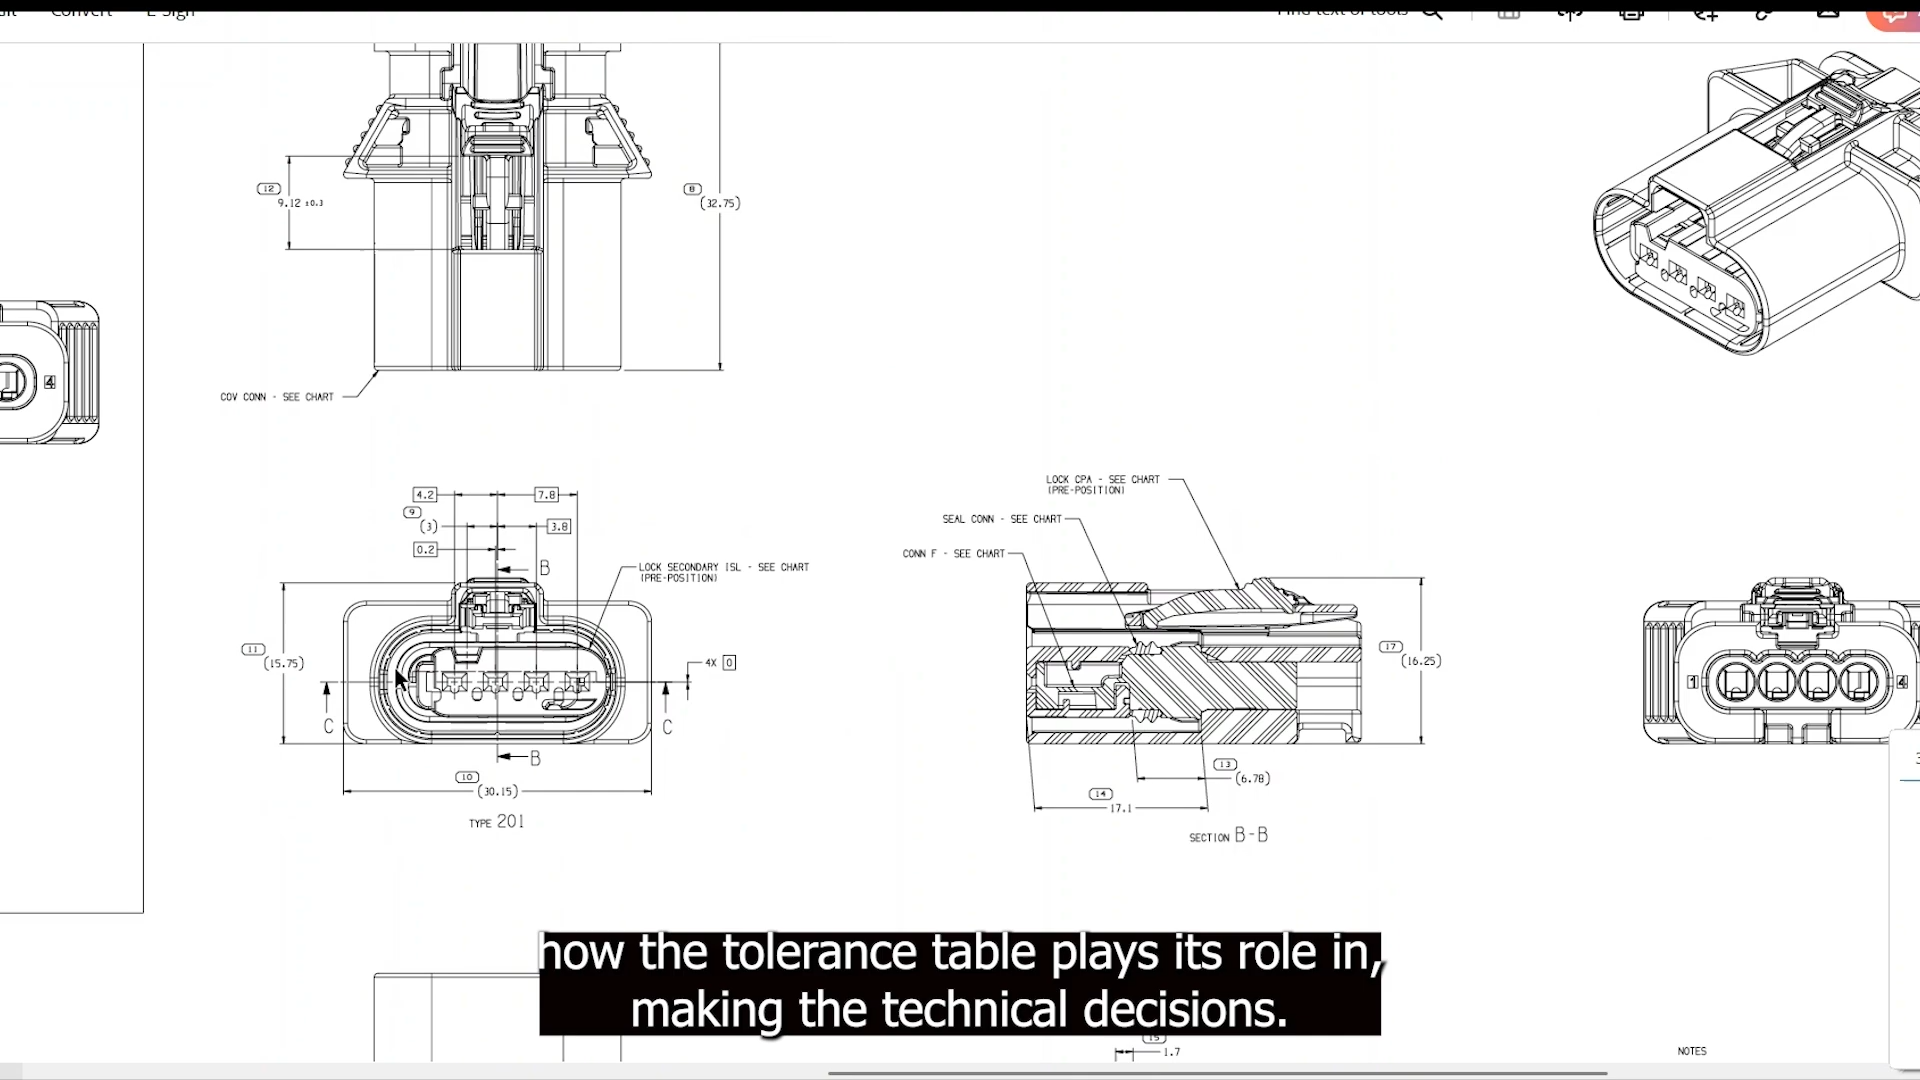 Convert
E-Sign
Find text or tools
12
9.12 ±0.3
8
(32.75)
4
COV CONN - SEE CHART
4.2
7.8
9
(3)
3.8
0.2
B
LOCK SECONDARY ISL - SEE CHART
(PRE-POSITION)
11
(15.75)
4X 0
C
C
B
10
(30.15)
TYPE 201
LOCK CPA - SEE CHART
(PRE-POSITION)
SEAL CONN - SEE CHART
CONN F - SEE CHART
17
(16.25)
13
(6.78)
14
17.1
SECTION B-B
1
4
how the tolerance table plays its role in,
making the technical decisions.
15
1.7
NOTES